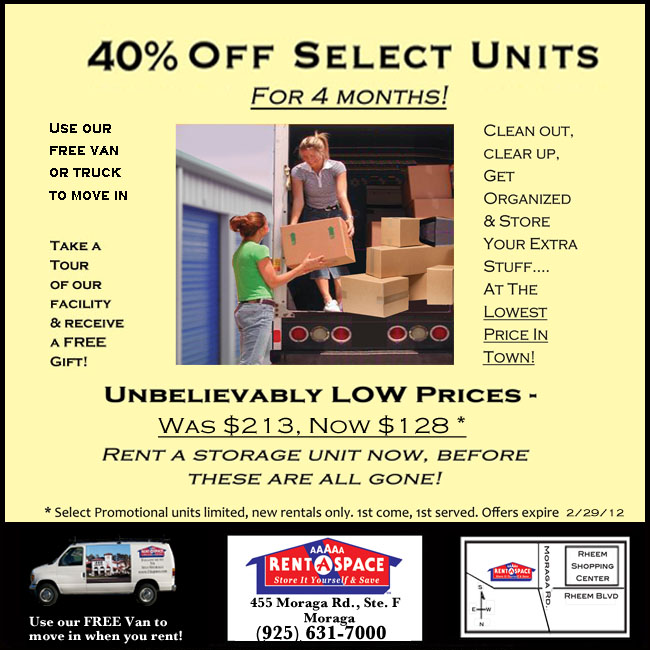 40% OFF SELECT UNITS
FOR 4 MONTHS!
USE OUR
FREE VAN
OR TRUCK
TO MOVE IN
TAKE A
TOUR
OF OUR
FACILITY
& RECEIVE
A FREE
GIFT!
CLEAN OUT,
CLEAR UP,
GET
ORGANIZED
& STORE
YOUR EXTRA
STUFF....
AT THE
LOWEST
PRICE IN
TOWN!
UNBELIEVABLY LOW PRICES -
WAS $213, NOW $128 *
RENT A STORAGE UNIT NOW, BEFORE
THESE ARE ALL GONE!
* Select Promotional units limited, new rentals only. 1st come, 1st served. Offers expire 2/29/12
RENT A SPACE
Use our FREE Van to
move in when you rent!
AAAAA
RENT A SPACE
Store It Yourself & Save
455 Moraga Rd., Ste. F
Moraga
(925) 631-7000
AAAAA
RENT A SPACE
MORAGA RD.
RHEEM
SHOPPING
CENTER
RHEEM BLVD
N
W
E
S